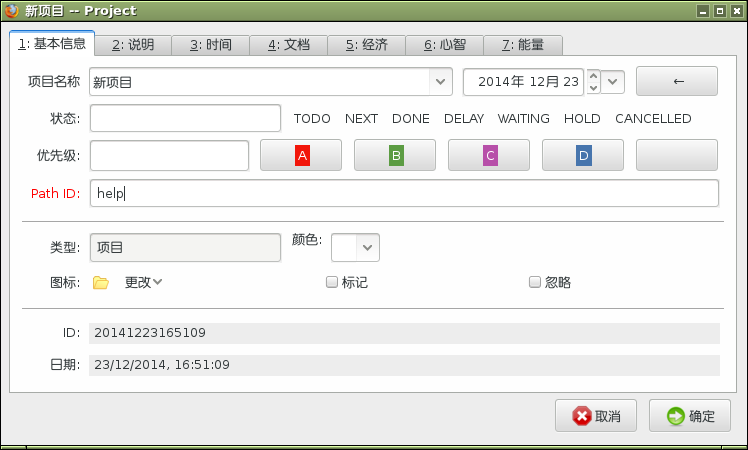 新项目 -- Project
1: 基本信息 2: 说明 3: 时间 4: 文档 5: 经济 6: 心智 7: 能量
项目名称 新项目 2014年 12月 23 ←
状态: TODO NEXT DONE DELAY WAITING HOLD CANCELLED
优先级: A B C D
Path ID: help
类型: 项目 颜色:
图标: 更改 标记 忽略
ID: 20141223165109
日期: 23/12/2014, 16:51:09
取消 确定